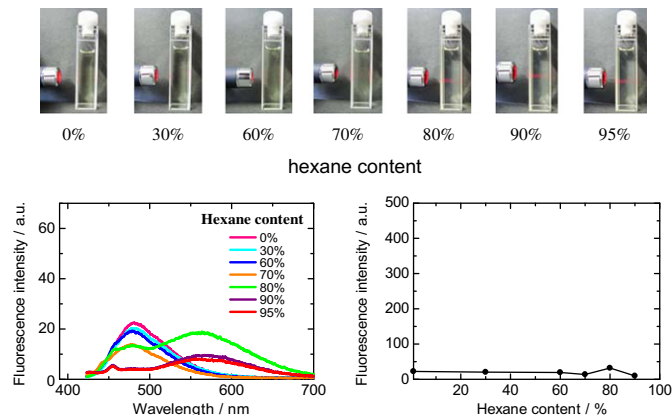 0% 30% 60% 70% 80% 90% 95%
hexane content
Fluorescence intensity / a.u.
60
40
20
0
400 500 600 700
Wavelength / nm
Hexane content
0%
30%
60%
70%
80%
90%
95%
Fluorescence intensity / a.u.
500
400
300
200
100
0
0 20 40 60 80 100
Hexane content / %